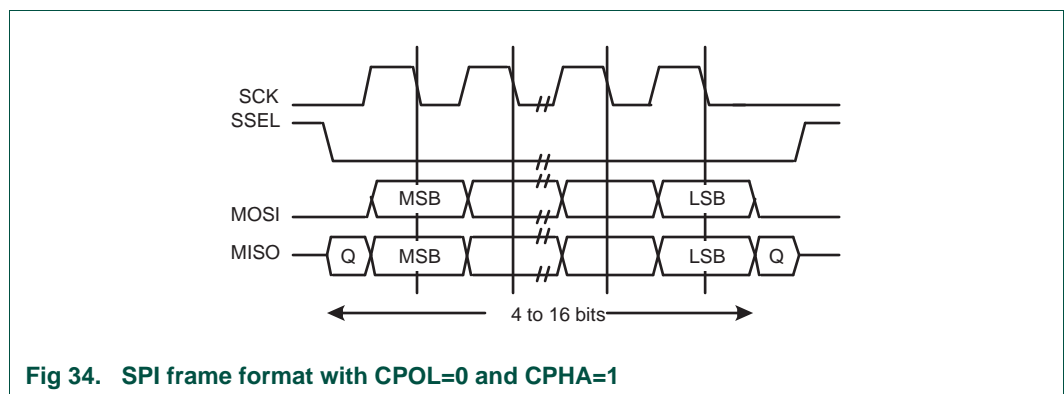 SCK
SSEL
MOSI
MSB
LSB
MISO
Q
MSB
LSB
Q
4 to 16 bits
Fig 34. SPI frame format with CPOL=0 and CPHA=1